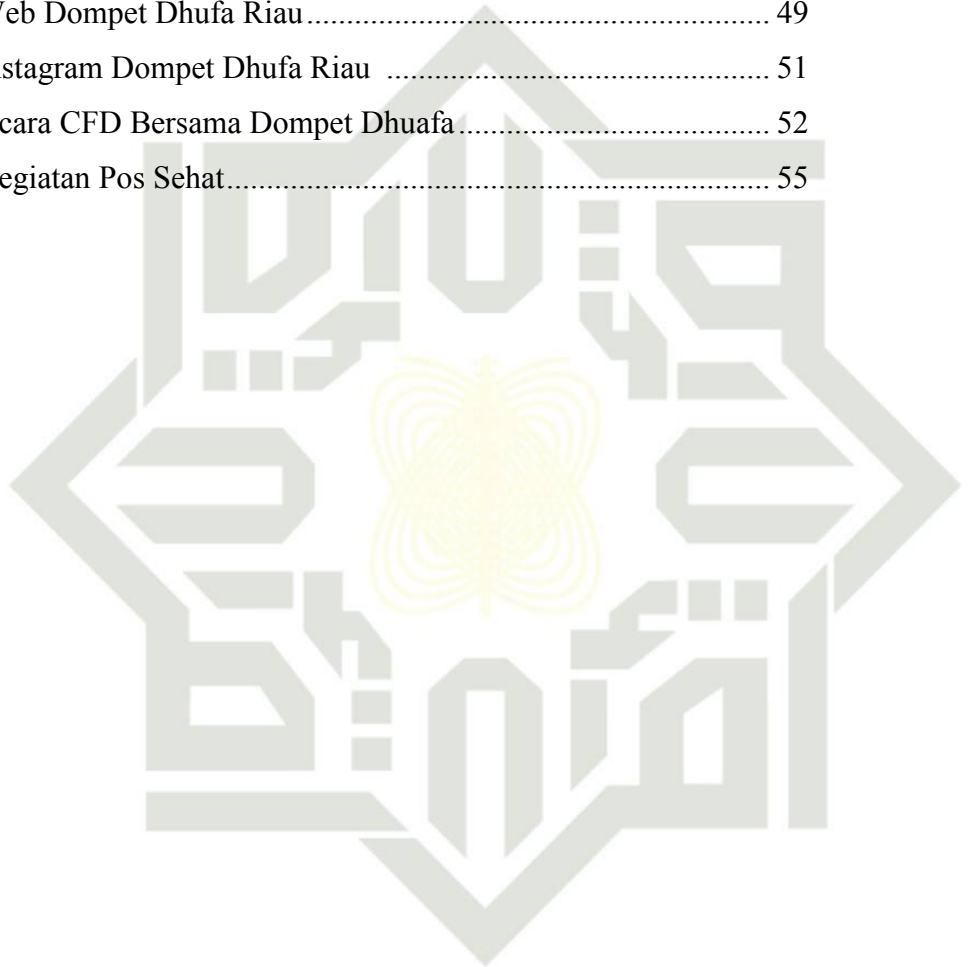 eb Dompet Dhufa Riau ........................................................... 49
nstagram Dompet Dhufa Riau ................................................ 51
cara CFD Bersama Dompet Dhuafa ....................................... 52
egiatan Pos Sehat ..................................................................... 55